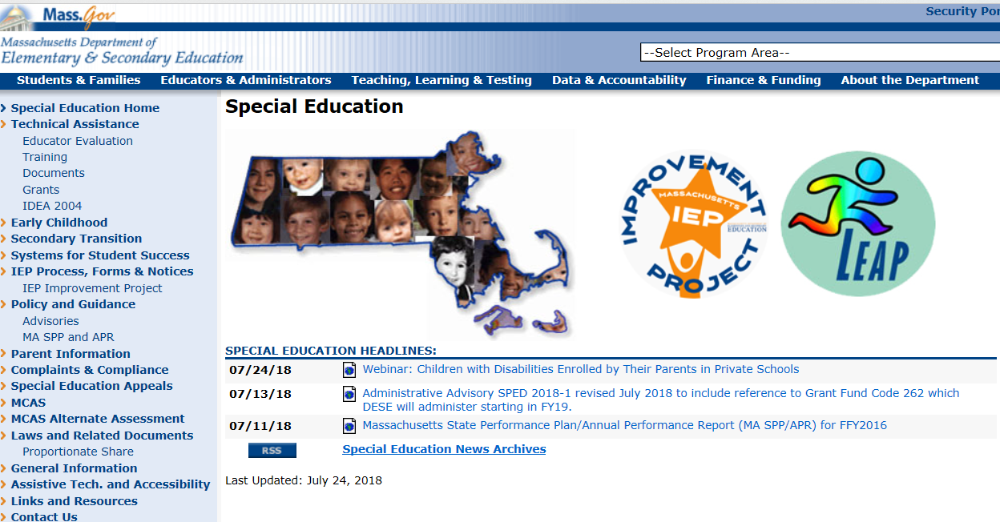 Mass.Gov
Security Por
Massachusetts Department of
Elementary & Secondary Education
--Select Program Area--
Students & Families Educators & Administrators Teaching, Learning & Testing Data & Accountability Finance & Funding About the Department
Special Education Home
Technical Assistance
Educator Evaluation
Training
Documents
Grants
IDEA 2004
Early Childhood
Secondary Transition
Systems for Student Success
IEP Process, Forms & Notices
IEP Improvement Project
Policy and Guidance
Advisories
MA SPP and APR
Parent Information
Complaints & Compliance
Special Education Appeals
MCAS
MCAS Alternate Assessment
Laws and Related Documents
Proportionate Share
General Information
Assistive Tech. and Accessibility
Links and Resources
Contact Us
Special Education
IMPROVEMENT
MASSACHUSETTS
IEP
EDUCATION
PROJECT
LEAP
SPECIAL EDUCATION HEADLINES:
07/24/18 Webinar: Children with Disabilities Enrolled by Their Parents in Private Schools
07/13/18 Administrative Advisory SPED 2018-1 revised July 2018 to include reference to Grant Fund Code 262 which
DESE will administer starting in FY19.
07/11/18 Massachusetts State Performance Plan/Annual Performance Report (MA SPP/APR) for FFY2016
RSS Special Education News Archives
Last Updated: July 24, 2018